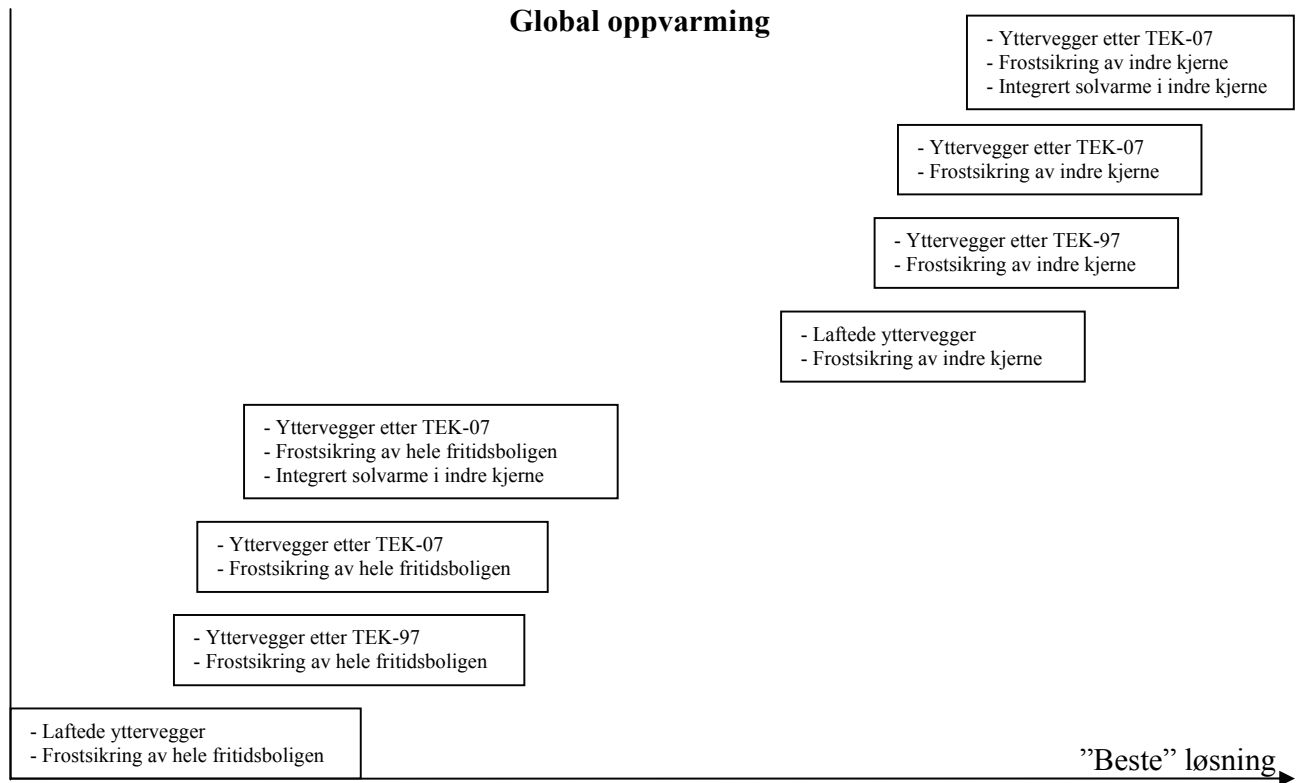 Global oppvarming
- Yttervegger etter TEK-07
- Frostsikring av indre kjerne
- Integrert solvarme i indre kjerne
- Yttervegger etter TEK-07
- Frostsikring av indre kjerne
- Yttervegger etter TEK-97
- Frostsikring av indre kjerne
- Laftede yttervegger
- Frostsikring av indre kjerne
- Yttervegger etter TEK-07
- Frostsikring av hele fritidsboligen
- Integrert solvarme i indre kjerne
- Yttervegger etter TEK-07
- Frostsikring av hele fritidsboligen
- Yttervegger etter TEK-97
- Frostsikring av hele fritidsboligen
- Laftede yttervegger
- Frostsikring av hele fritidsboligen
”Beste” løsning